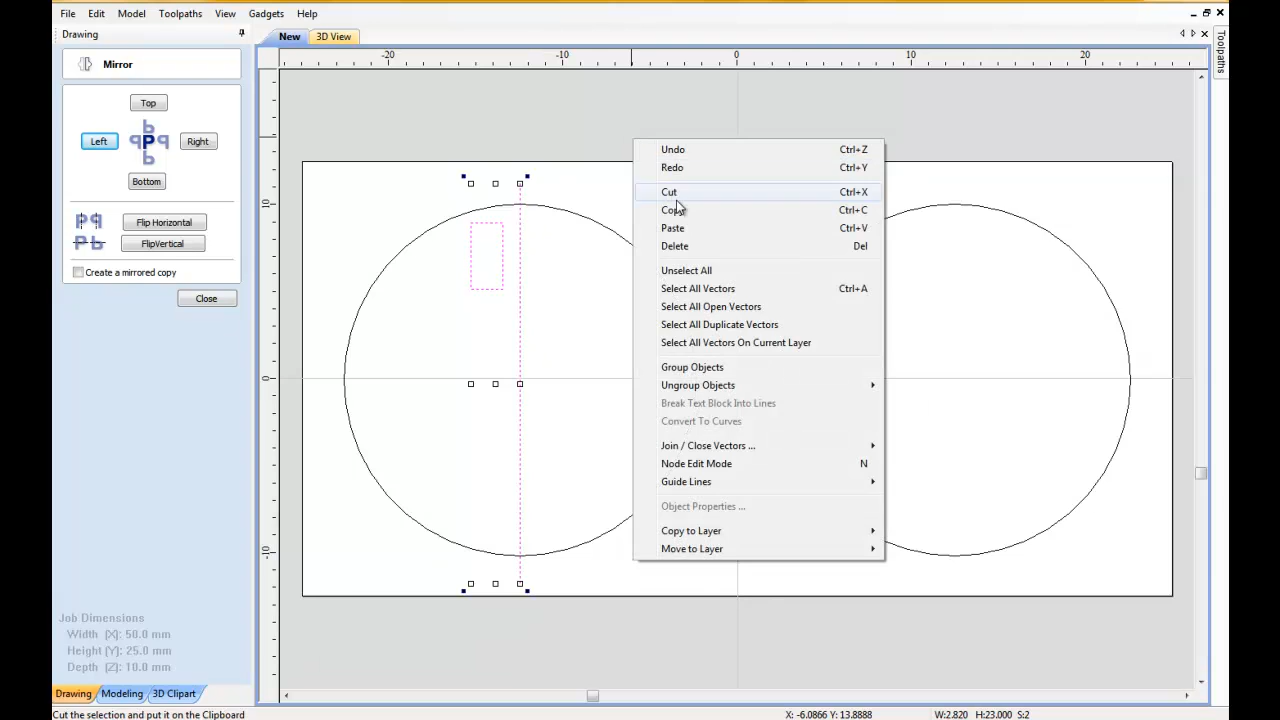 File Edit Model Toolpaths View Gadgets Help
Drawing
New 3D View
Toolpaths
Mirror
Top
Left
Right
Bottom
Flip Horizontal
FlipVertical
Create a mirrored copy
Close
-20 -10 0 10 20
10
0
-10
Undo Ctrl+Z
Redo Ctrl+Y
Cut Ctrl+X
Copy Ctrl+C
Paste Ctrl+V
Delete Del
Unselect All
Select All Vectors Ctrl+A
Select All Open Vectors
Select All Duplicate Vectors
Select All Vectors On Current Layer
Group Objects
Ungroup Objects
Break Text Block Into Lines
Convert To Curves
Join / Close Vectors ...
Node Edit Mode N
Guide Lines
Object Properties ...
Copy to Layer
Move to Layer
Job Dimensions
Width (X): 50.0 mm
Height (Y): 25.0 mm
Depth (Z): 10.0 mm
Drawing Modeling 3D Clipart
Cut the selection and put it on the Clipboard
X: -6.0866 Y: 13.8888 W:2.820 H:23.000 S:2